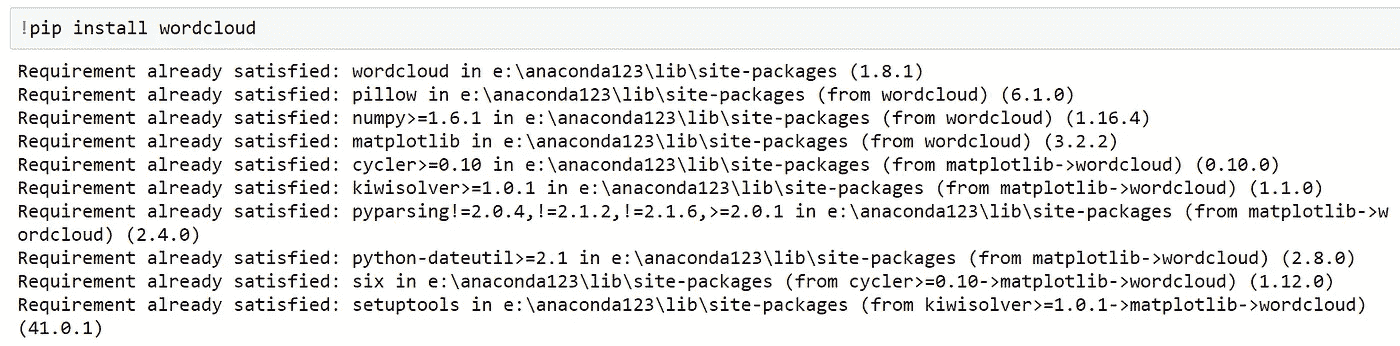 !pip install wordcloud
Requirement already satisfied: wordcloud in e:\anaconda123\lib\site-packages (1.8.1)
Requirement already satisfied: pillow in e:\anaconda123\lib\site-packages (from wordcloud) (6.1.0)
Requirement already satisfied: numpy>=1.6.1 in e:\anaconda123\lib\site-packages (from wordcloud) (1.16.4)
Requirement already satisfied: matplotlib in e:\anaconda123\lib\site-packages (from wordcloud) (3.2.2)
Requirement already satisfied: cycler>=0.10 in e:\anaconda123\lib\site-packages (from matplotlib->wordcloud) (0.10.0)
Requirement already satisfied: kiwisolver>=1.0.1 in e:\anaconda123\lib\site-packages (from matplotlib->wordcloud) (1.1.0)
Requirement already satisfied: pyparsing!=2.0.4,!=2.1.2,!=2.1.6,>=2.0.1 in e:\anaconda123\lib\site-packages (from matplotlib->w
ordcloud) (2.4.0)
Requirement already satisfied: python-dateutil>=2.1 in e:\anaconda123\lib\site-packages (from matplotlib->wordcloud) (2.8.0)
Requirement already satisfied: six in e:\anaconda123\lib\site-packages (from cycler>=0.10->matplotlib->wordcloud) (1.12.0)
Requirement already satisfied: setuptools in e:\anaconda123\lib\site-packages (from kiwisolver>=1.0.1->matplotlib->wordcloud)
(41.0.1)